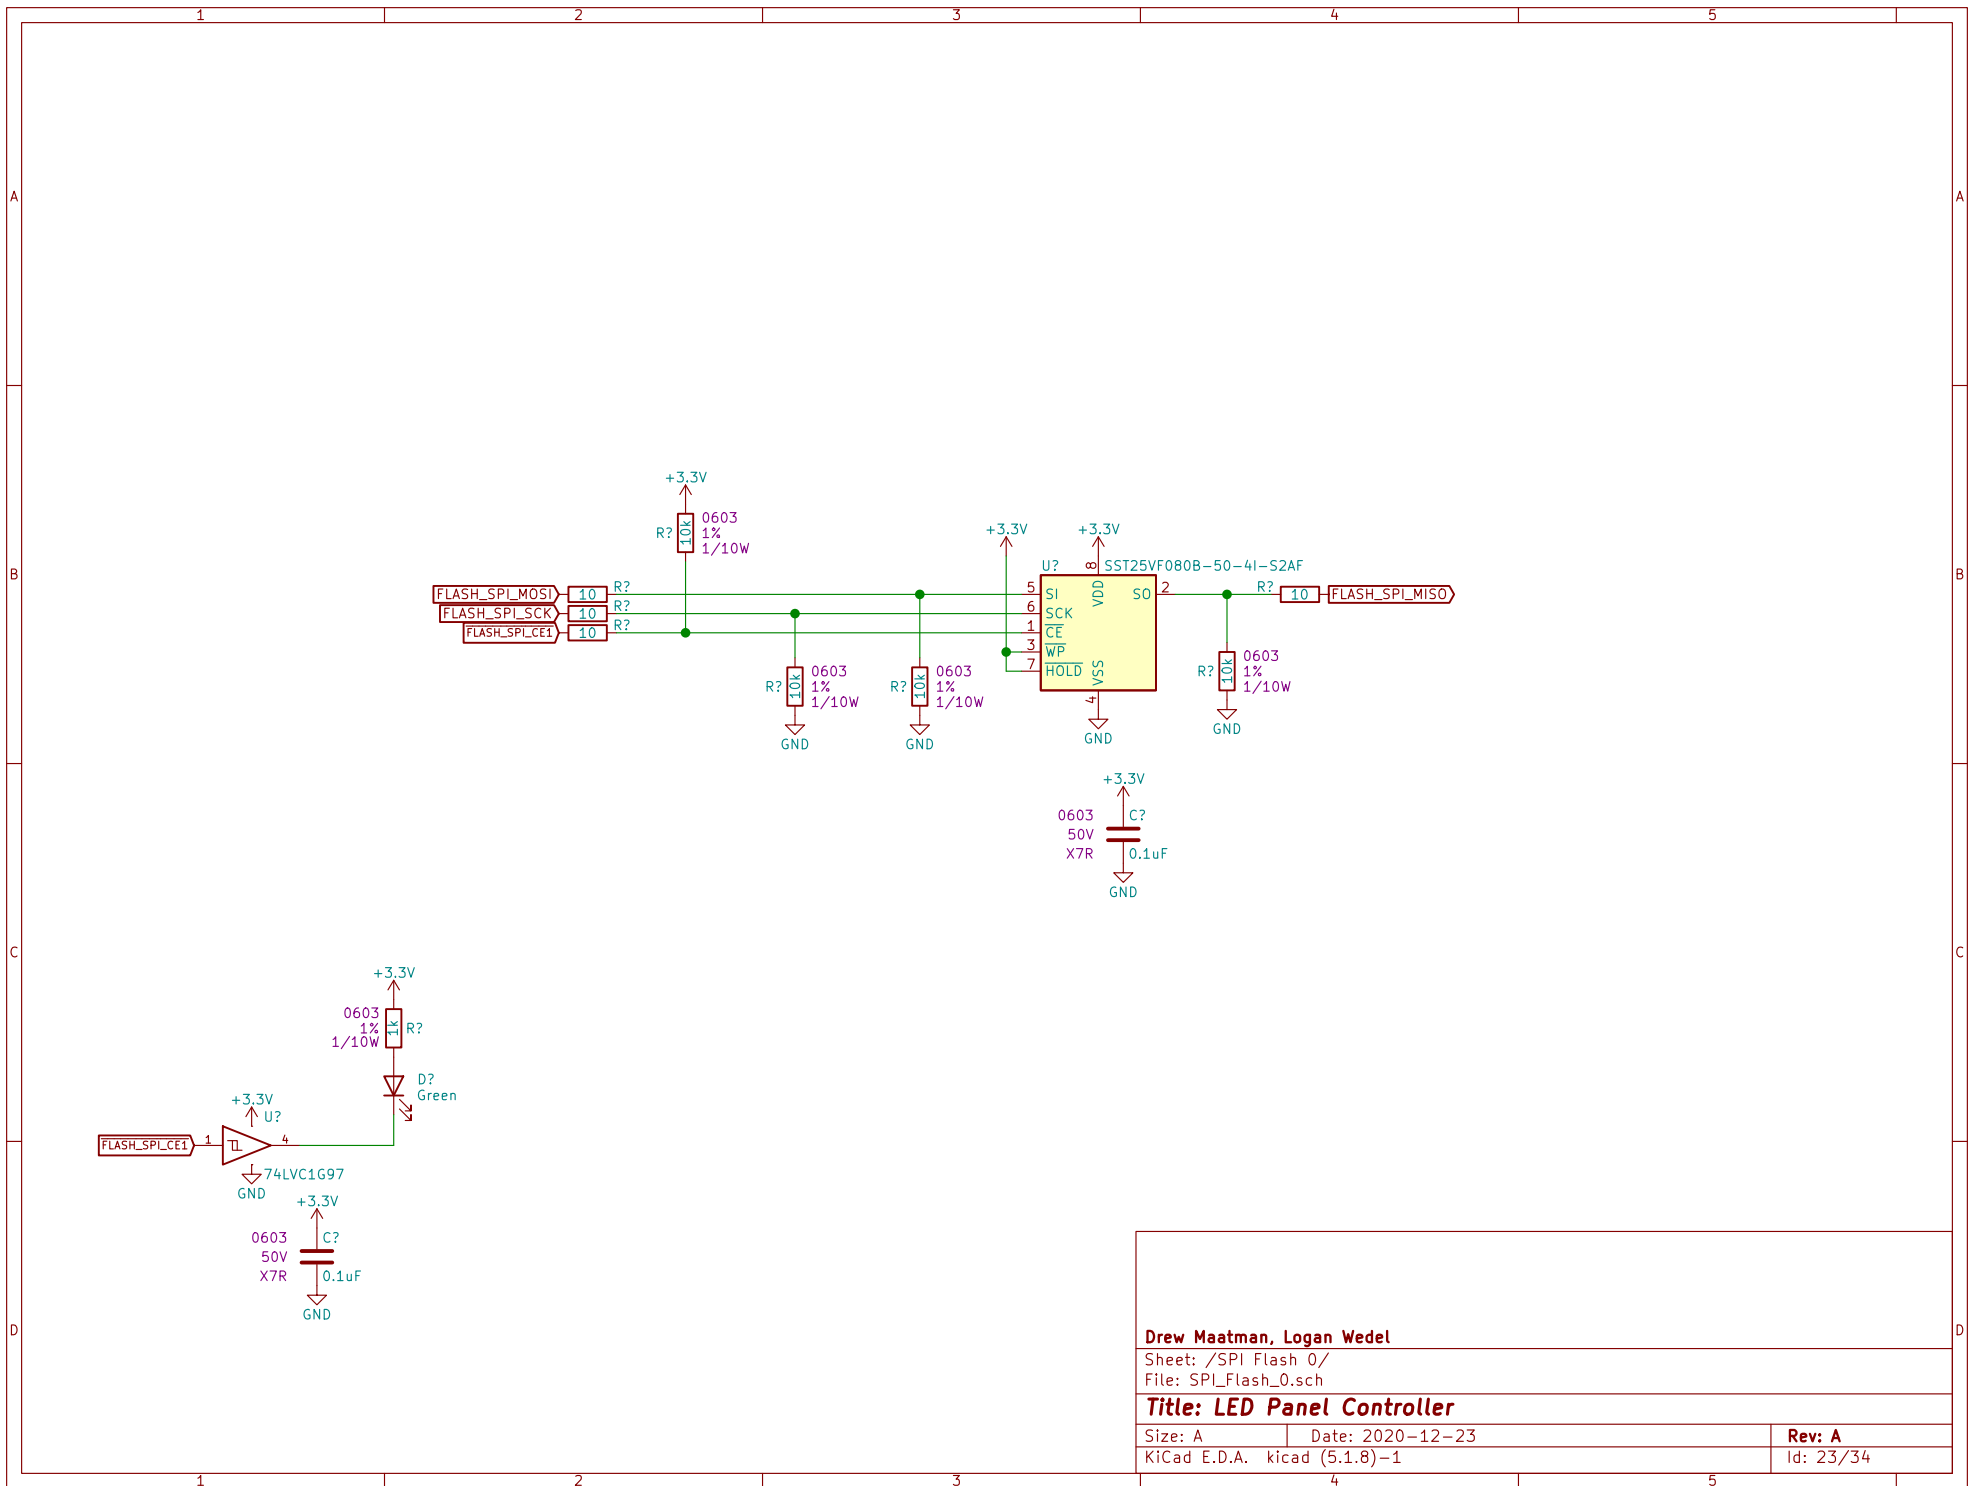 1 2 3 4 5
A A
B B
C C
D D
+3.3V
R? 10k 0603
1%
1/10W
FLASH_SPI_MOSI 10 R?
FLASH_SPI_SCK 10 R?
FLASH_SPI_CE1 10 R?
R? 10k 0603
1%
1/10W
GND
R? 10k 0603
1%
1/10W
GND
+3.3V +3.3V
U? 8 SST25VF080B-50-4I-S2AF
5 SI VDD SO 2
6 SCK
1 CE
3 WP
7 HOLD VSS
4
GND
R? 10 FLASH_SPI_MISO
R? 10k 0603
1%
1/10W
GND
+3.3V
0603 C?
50V
X7R 0.1uF
GND
+3.3V
0603
1% 1k R?
1/10W
D?
Green
+3.3V
U?
FLASH_SPI_CE1 1 4
74LVC1G97
GND
+3.3V
0603 C?
50V
X7R 0.1uF
GND
Drew Maatman, Logan Wedel
Sheet: /SPI Flash 0/
File: SPI_Flash_0.sch
Title: LED Panel Controller
Size: A Date: 2020-12-23 Rev: A
KiCad E.D.A. kicad (5.1.8)-1 Id: 23/34
1 2 3 4 5